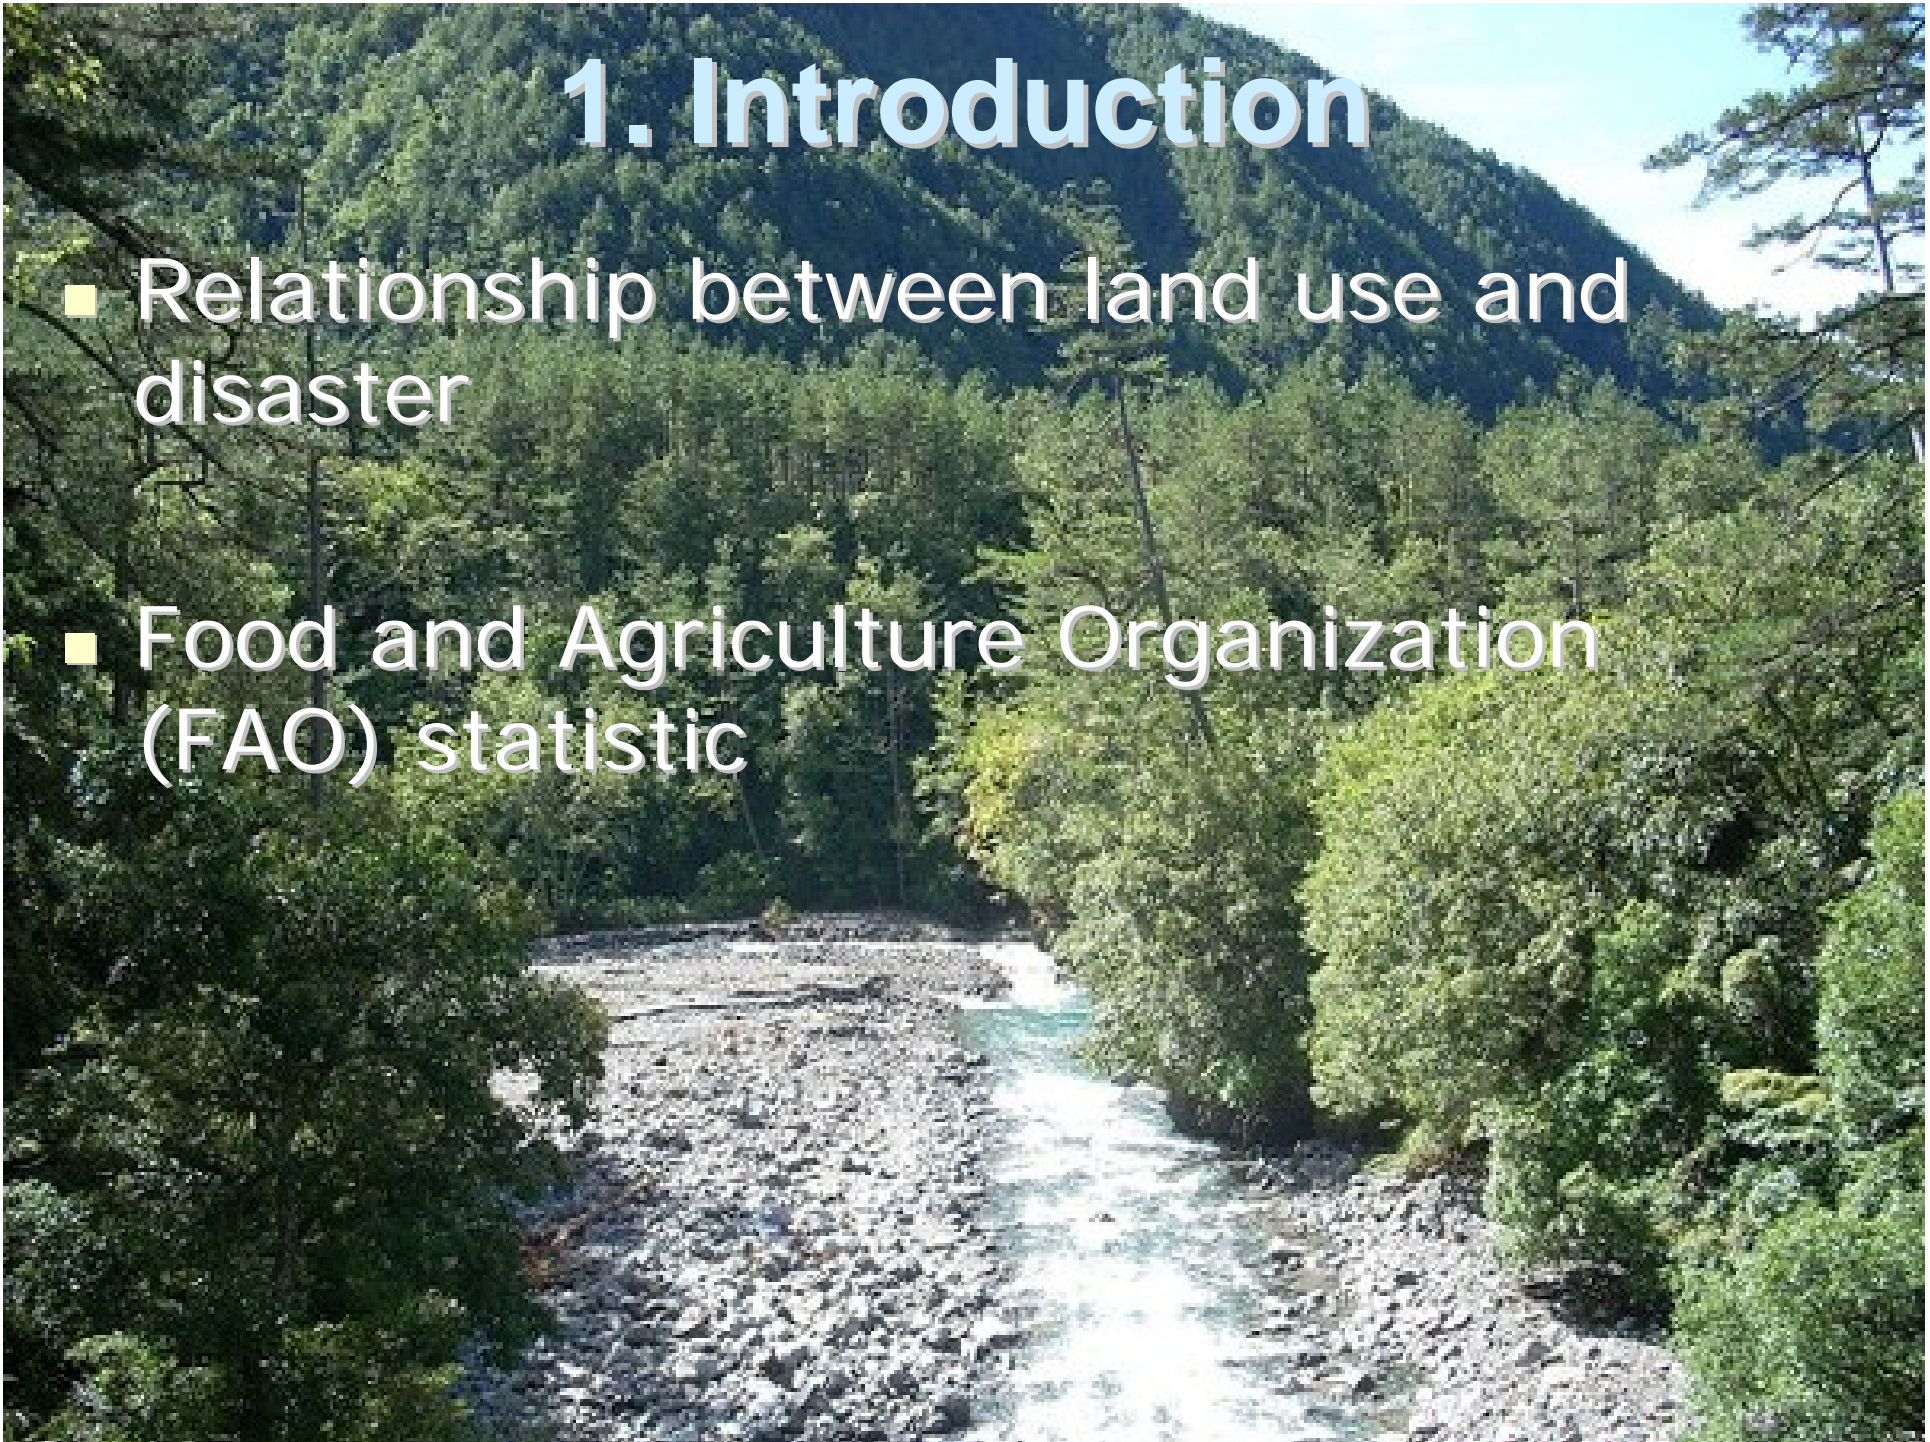 1. Introduction
Relationship between land use and
disaster
Food and Agriculture Organization
(FAO) statistic